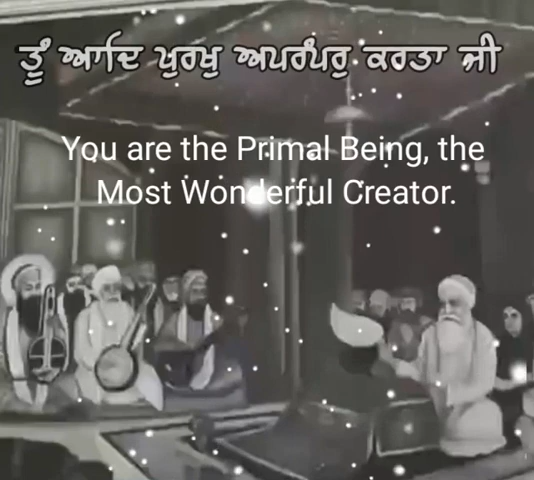 ਤੂੰ ਆਦਿ ਪੁਰਖੁ ਅਪਰੰਪਰੁ ਕਰਤਾ ਜੀ
You are the Primal Being, the
Most Wonderful Creator.